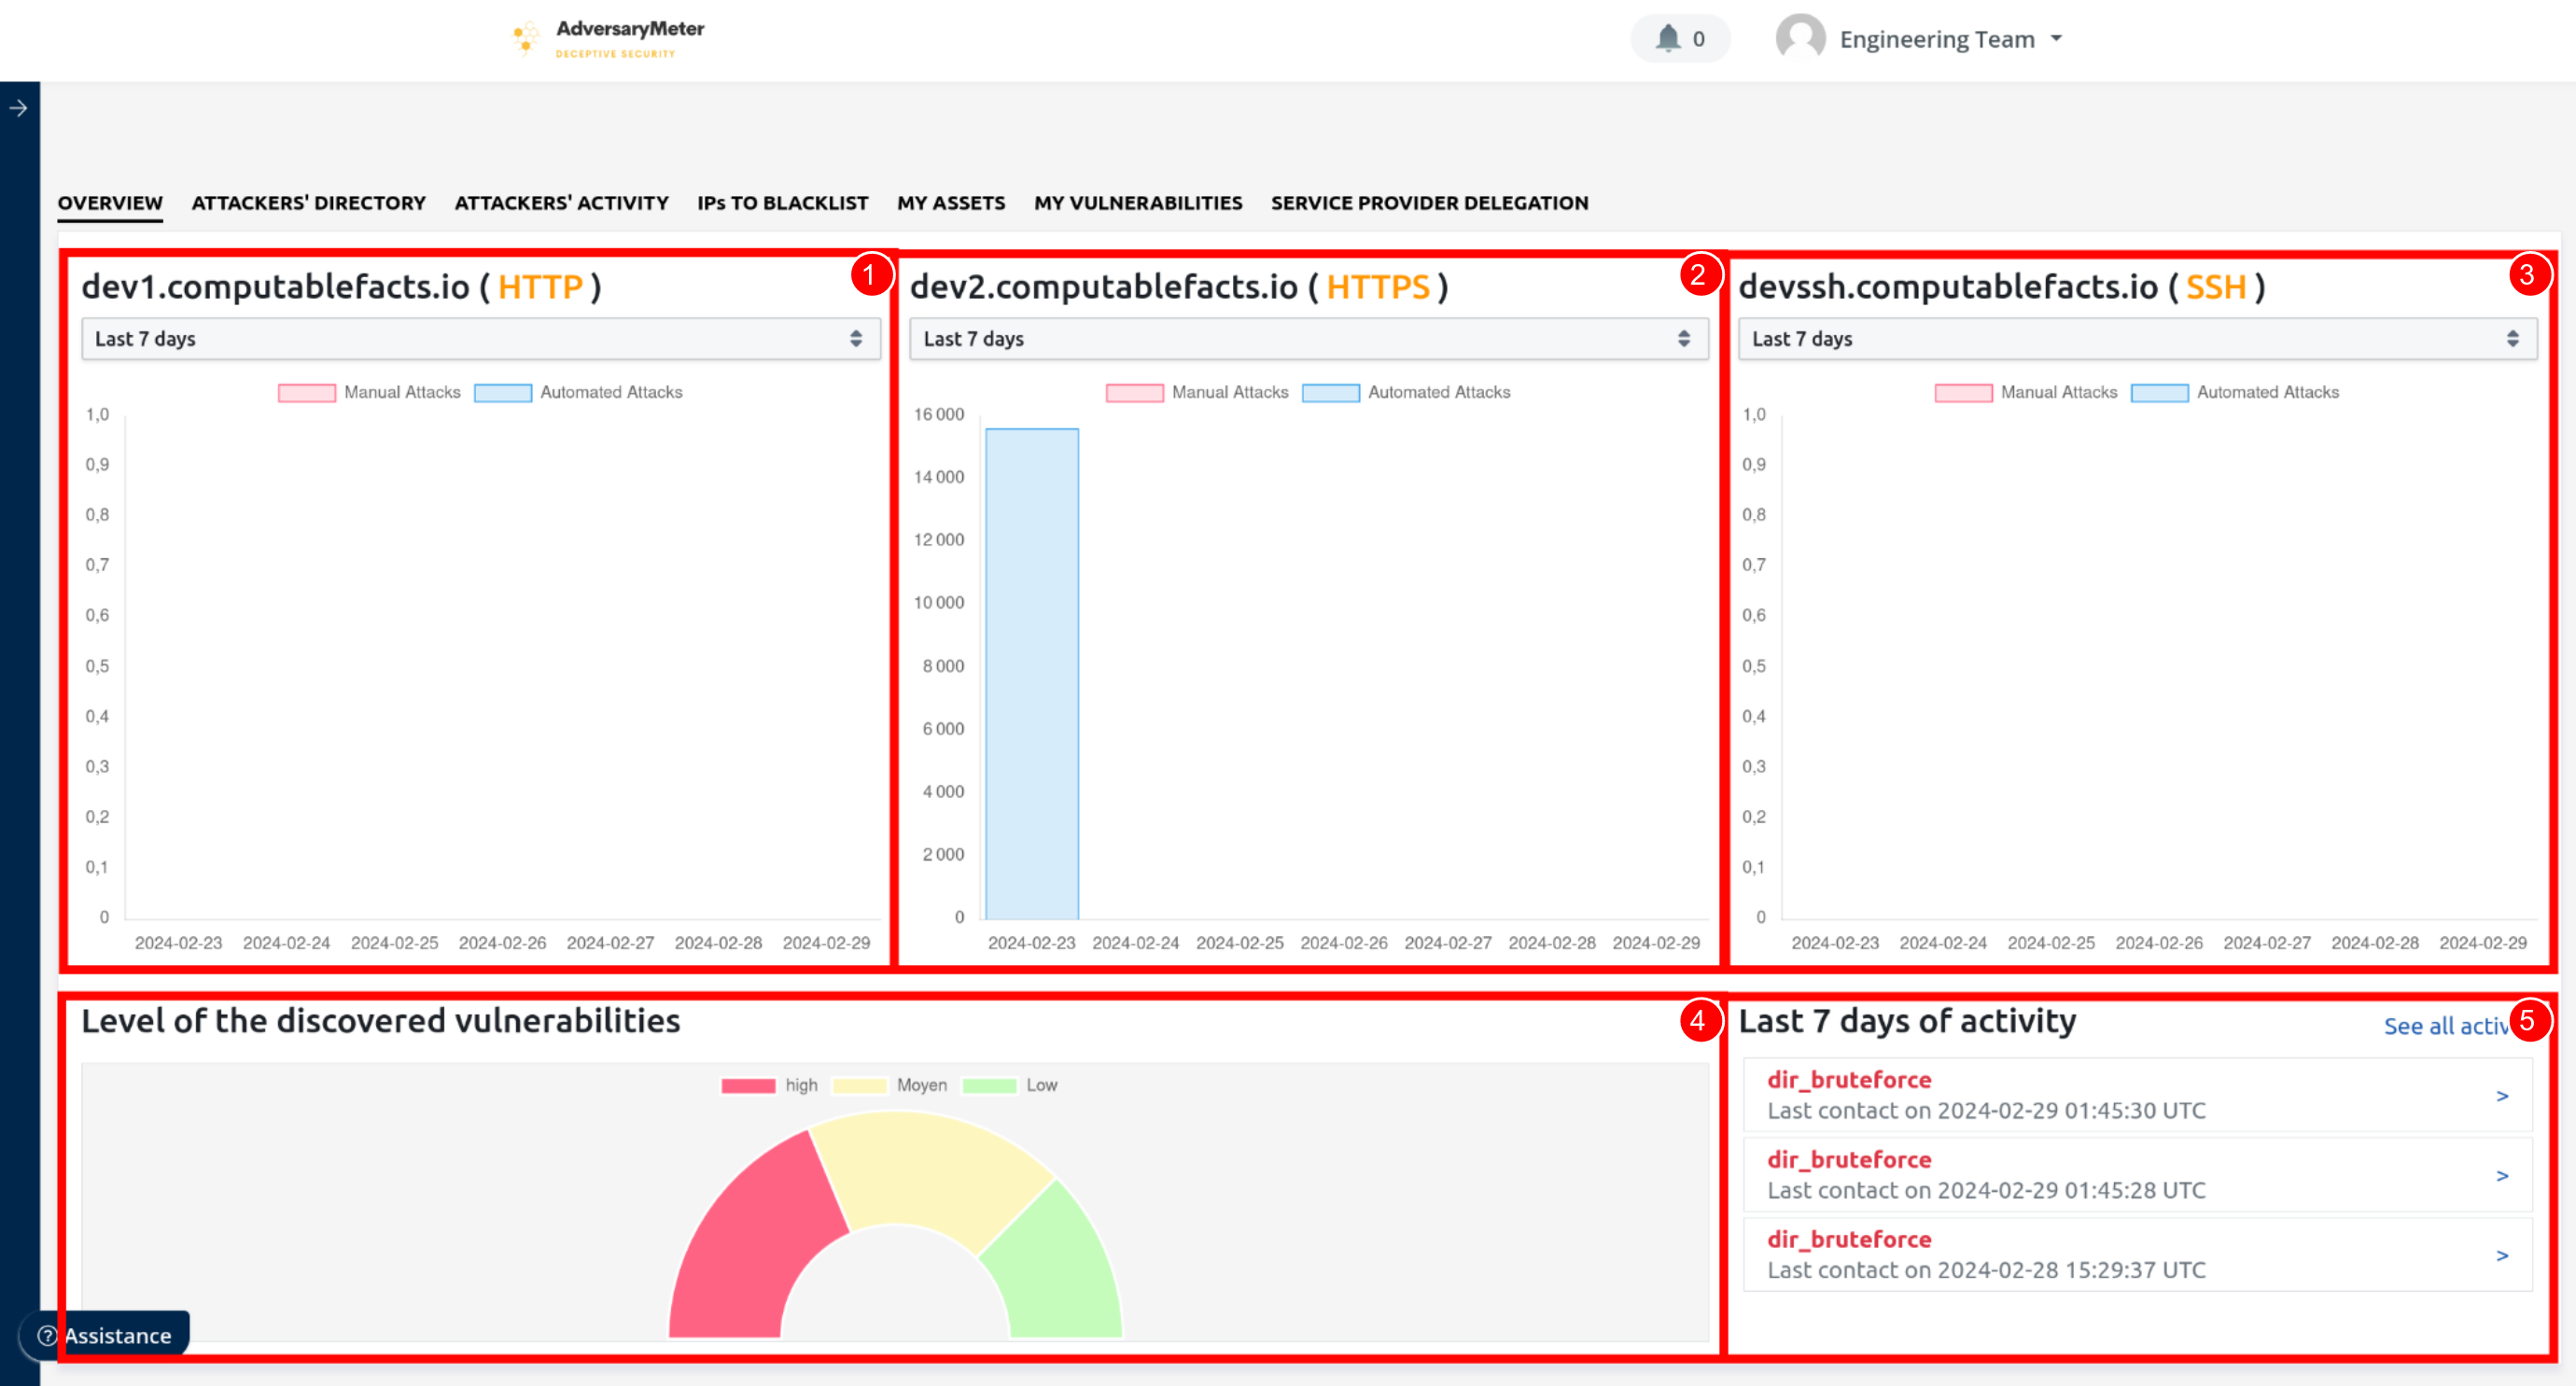 AdversaryMeter
DECEPTIVE SECURITY
0
Engineering Team
OVERVIEW ATTACKERS' DIRECTORY ATTACKERS' ACTIVITY IPs TO BLACKLIST MY ASSETS MY VULNERABILITIES SERVICE PROVIDER DELEGATION
dev1.computablefacts.io ( HTTP )
1
Last 7 days
Manual Attacks Automated Attacks
1,0
0,9
0,8
0,7
0,6
0,5
0,4
0,3
0,2
0,1
0
2024-02-23 2024-02-24 2024-02-25 2024-02-26 2024-02-27 2024-02-28 2024-02-29
dev2.computablefacts.io ( HTTPS )
2
Last 7 days
Manual Attacks Automated Attacks
16 000
14 000
12 000
10 000
8 000
6 000
4 000
2 000
0
2024-02-23 2024-02-24 2024-02-25 2024-02-26 2024-02-27 2024-02-28 2024-02-29
devssh.computablefacts.io ( SSH )
3
Last 7 days
Manual Attacks Automated Attacks
1,0
0,9
0,8
0,7
0,6
0,5
0,4
0,3
0,2
0,1
0
2024-02-23 2024-02-24 2024-02-25 2024-02-26 2024-02-27 2024-02-28 2024-02-29
Level of the discovered vulnerabilities
4
high Moyen Low
Last 7 days of activity
See all activ
5
dir_bruteforce
Last contact on 2024-02-29 01:45:30 UTC
>
dir_bruteforce
Last contact on 2024-02-29 01:45:28 UTC
>
dir_bruteforce
Last contact on 2024-02-28 15:29:37 UTC
>
? Assistance